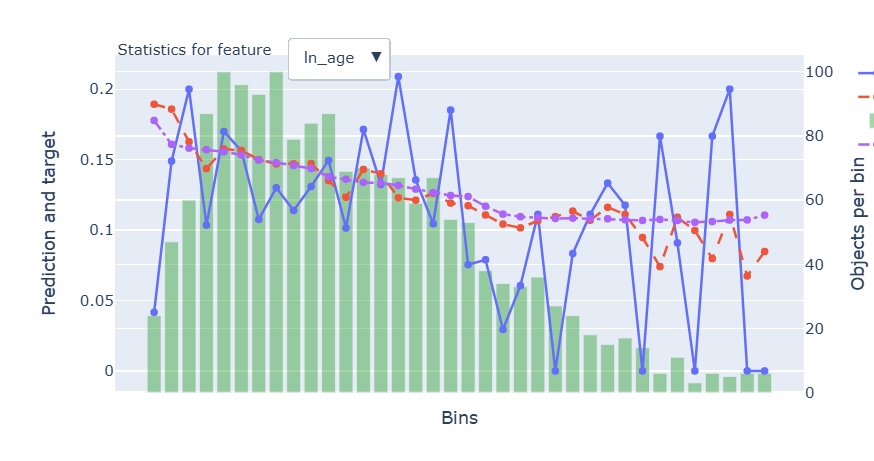 Statistics for feature
ln_age ▼
0.2
0.15
0.1
0.05
0
100
80
60
40
20
0
Prediction and target
Objects per bin
Bins